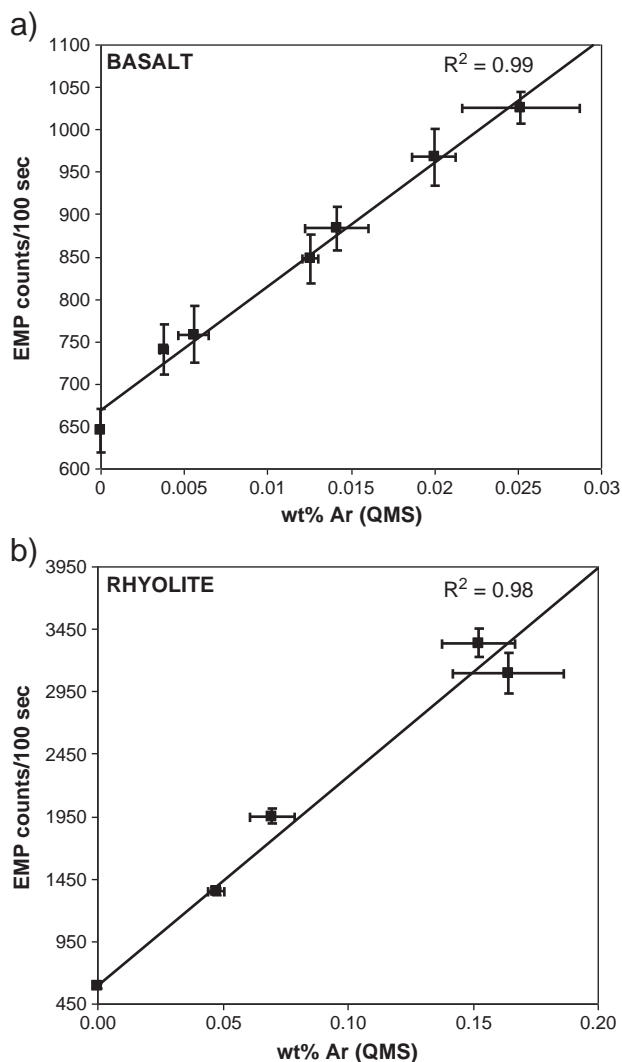 a)
1100
BASALT
R² = 0.99
1050
1000
950
900
850
800
750
700
650
600
EMP counts/100 sec
0 0.005 0.01 0.015 0.02 0.025 0.03
wt% Ar (QMS)
b)
3950
RHYOLITE
R² = 0.98
3450
2950
2450
1950
1450
950
450
EMP counts/100 sec
0.00 0.05 0.10 0.15 0.20
wt% Ar (QMS)